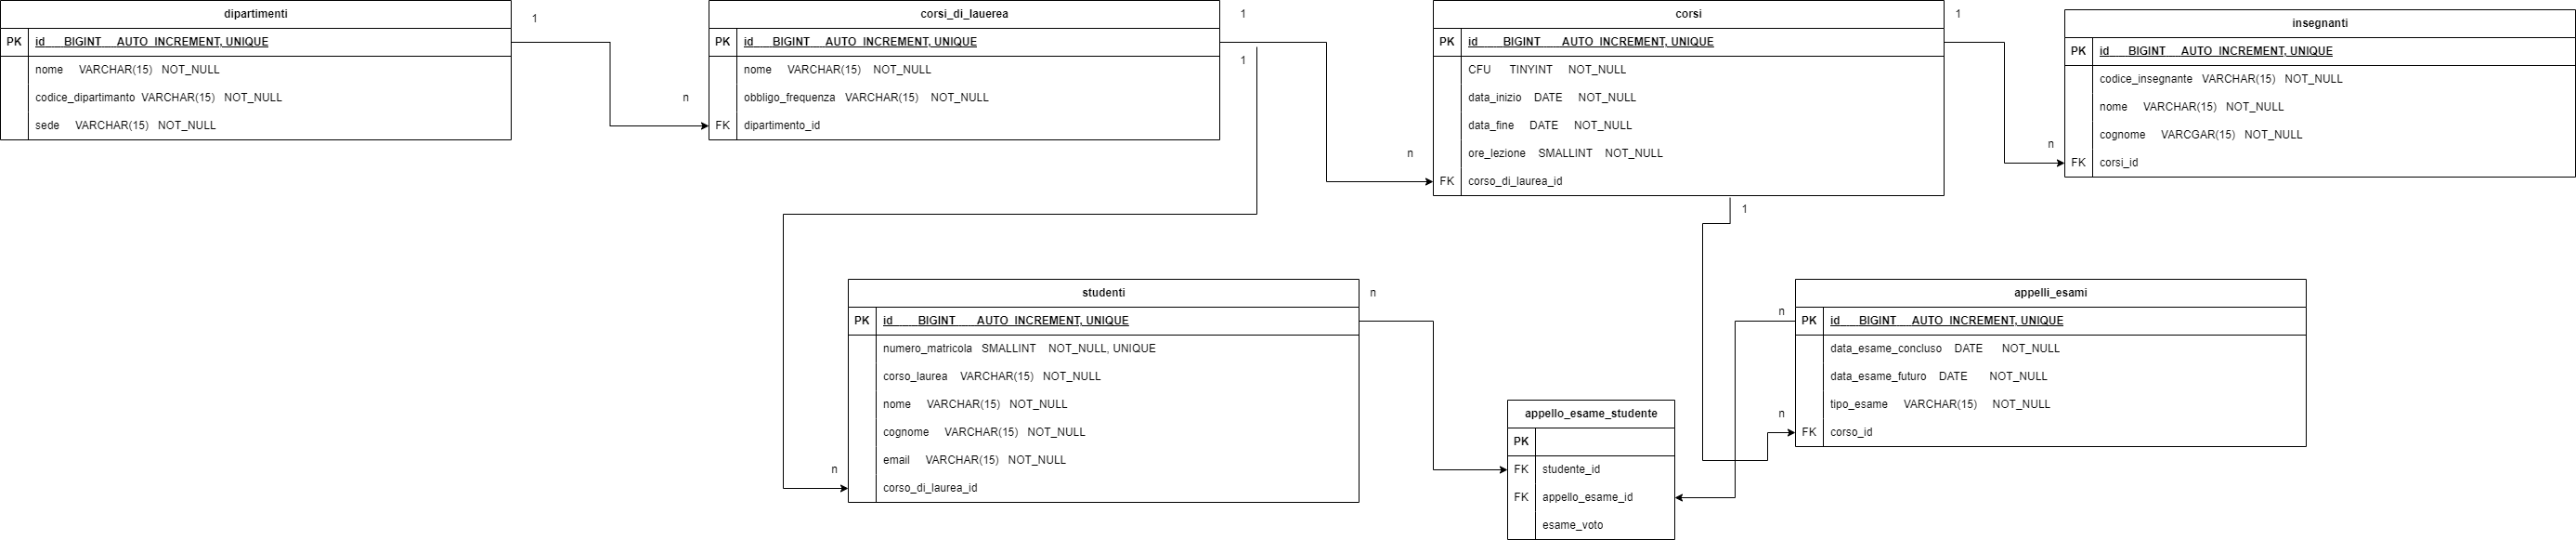 dipartimenti
1
PK id BIGINT AUTO_INCREMENT, UNIQUE
nome VARCHAR(15) NOT_NULL
codice_dipartimanto VARCHAR(15) NOT_NULL
sede VARCHAR(15) NOT_NULL
n
corsi_di_lauerea
1
PK id BIGINT AUTO_INCREMENT, UNIQUE
1
nome VARCHAR(15) NOT_NULL
obbligo_frequenza VARCHAR(15) NOT_NULL
FK dipartimento_id
n
corsi
1
PK id BIGINT AUTO_INCREMENT, UNIQUE
CFU TINYINT NOT_NULL
data_inizio DATE NOT_NULL
data_fine DATE NOT_NULL
ore_lezione SMALLINT NOT_NULL
FK corso_di_laurea_id
1
n
insegnanti
PK id BIGINT AUTO_INCREMENT, UNIQUE
codice_insegnante VARCHAR(15) NOT_NULL
nome VARCHAR(15) NOT_NULL
cognome VARCGAR(15) NOT_NULL
FK corsi_id
studenti
n
PK id BIGINT AUTO_INCREMENT, UNIQUE
numero_matricola SMALLINT NOT_NULL, UNIQUE
corso_laurea VARCHAR(15) NOT_NULL
nome VARCHAR(15) NOT_NULL
cognome VARCHAR(15) NOT_NULL
email VARCHAR(15) NOT_NULL
n
corso_di_laurea_id
appello_esame_studente
PK
FK studente_id
FK appello_esame_id
esame_voto
appelli_esami
n
PK id BIGINT AUTO_INCREMENT, UNIQUE
data_esame_concluso DATE NOT_NULL
data_esame_futuro DATE NOT_NULL
tipo_esame VARCHAR(15) NOT_NULL
n
FK corso_id